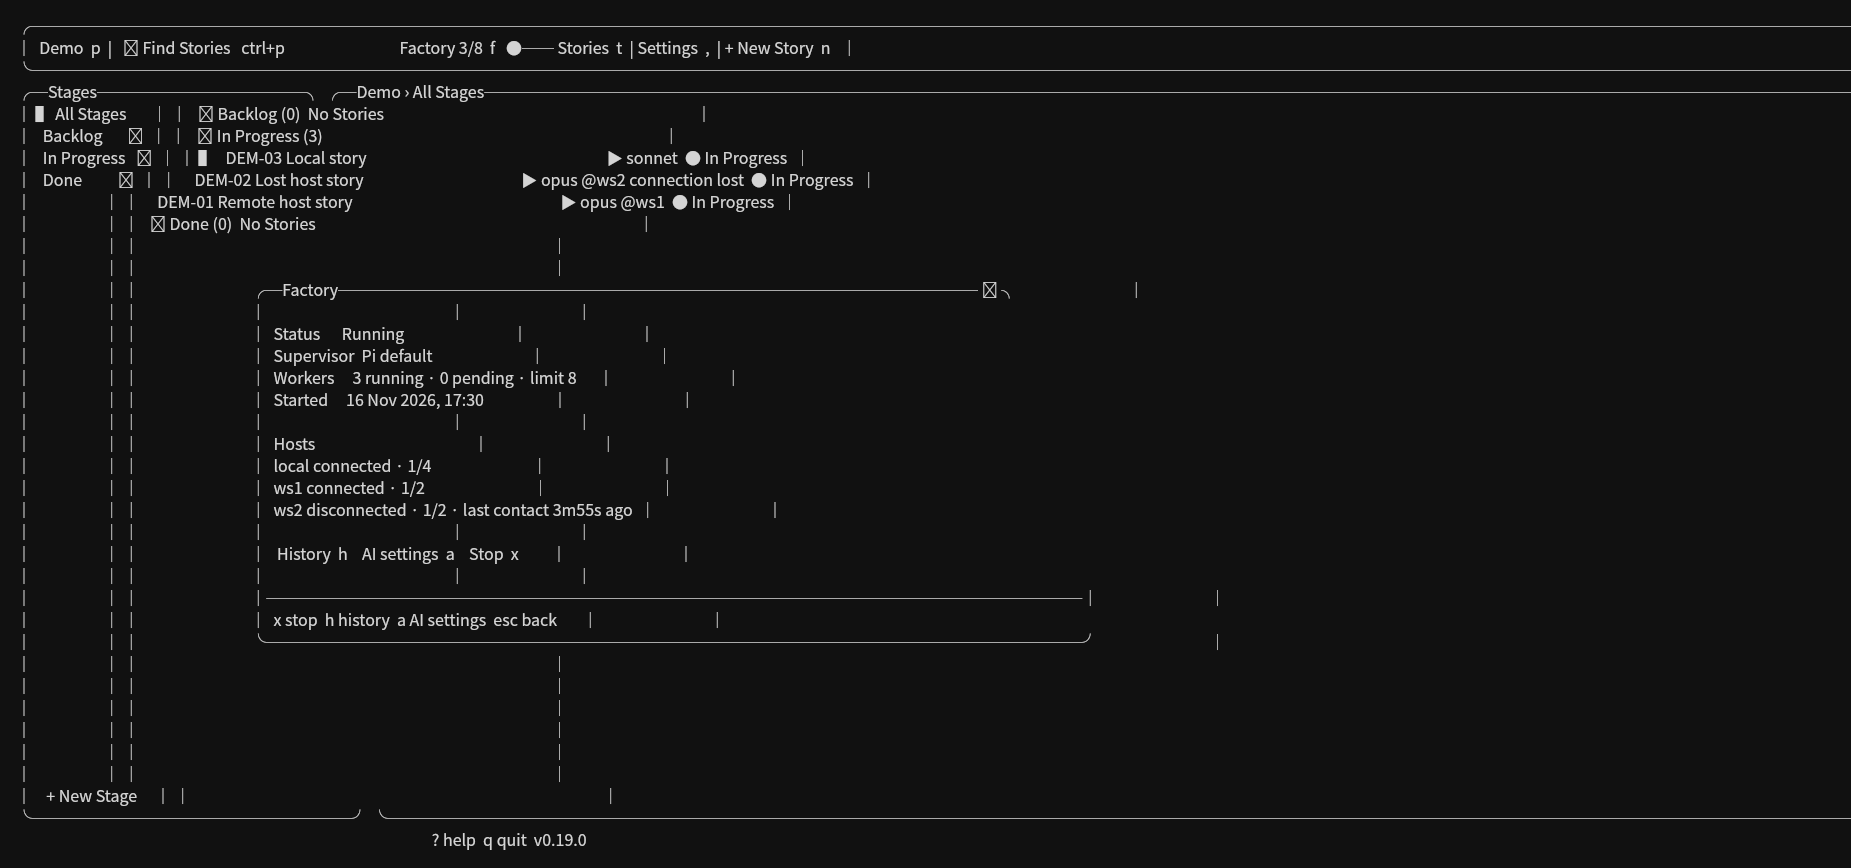 Demo p | Find Stories ctrl+p Factory 3/8 f ●── Stories t | Settings , | + New Story n
Stages Demo › All Stages
All Stages Backlog (0) No Stories
Backlog In Progress (3)
In Progress DEM-03 Local story ▶ sonnet ● In Progress
Done DEM-02 Lost host story ▶ opus @ws2 connection lost ● In Progress
DEM-01 Remote host story ▶ opus @ws1 ● In Progress
Done (0) No Stories
Factory
Status Running
Supervisor Pi default
Workers 3 running · 0 pending · limit 8
Started 16 Nov 2026, 17:30
Hosts
local connected · 1/4
ws1 connected · 1/2
ws2 disconnected · 1/2 · last contact 3m55s ago
History h AI settings a Stop x
x stop h history a AI settings esc back
+ New Stage
? help q quit v0.19.0